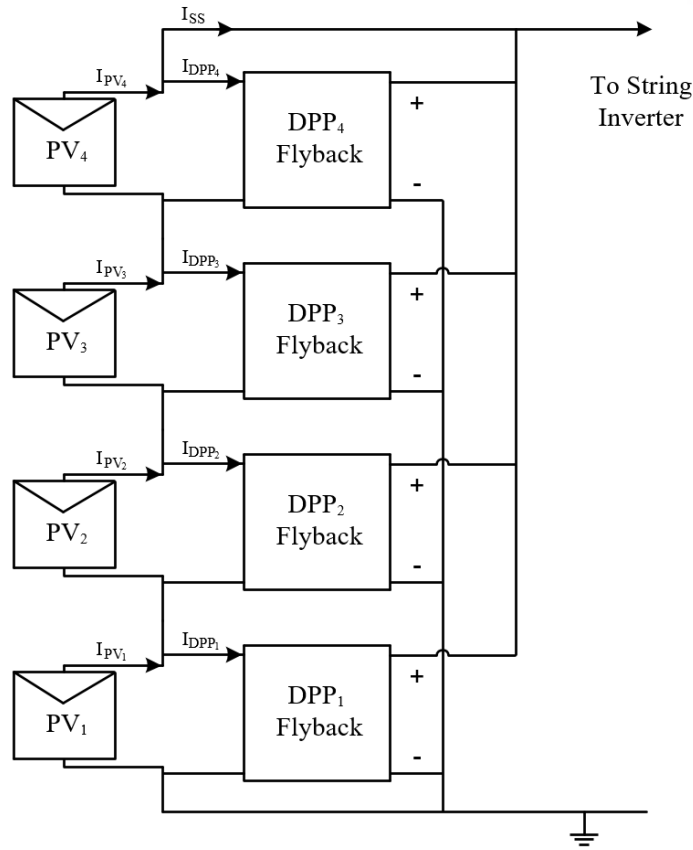 I_SS
I_PV₄ I_DPP₄
To String
Inverter
PV₄
DPP₄
Flyback
+
-
I_PV₃ I_DPP₃
PV₃
DPP₃
Flyback
+
-
I_PV₂ I_DPP₂
PV₂
DPP₂
Flyback
+
-
I_PV₁ I_DPP₁
PV₁
DPP₁
Flyback
+
-